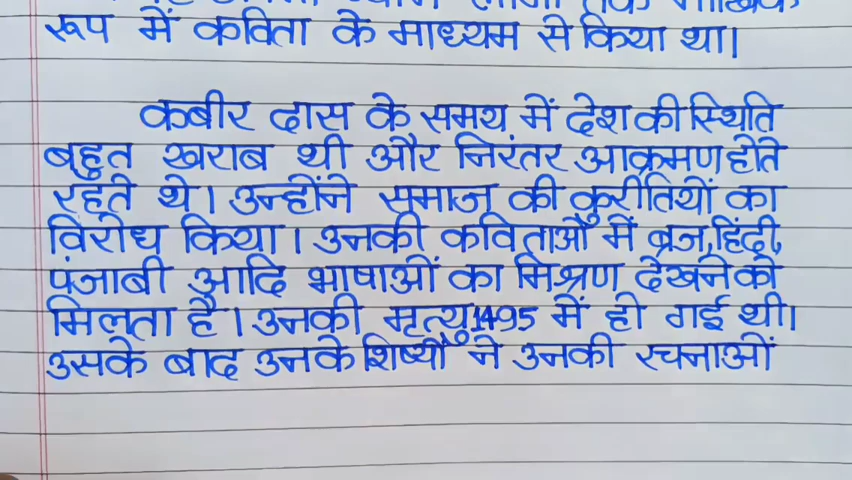 रूप में कविता के माध्यम से किया था।
कबीर दास के समय में देश की स्थिति
बहुत खराब थी और निरंतर आक्रमण होते
रहते थे। उन्होंने समाज की कुरीतियों का
विरोध किया। उनकी कविताओं में ब्रज, हिंदी,
पंजाबी आदि भाषाओं का मिश्रण देखने को
मिलता है। उनकी मृत्यु 1495 में हो गई थी।
उसके बाद उनके शिष्यों ने उनकी रचनाओं